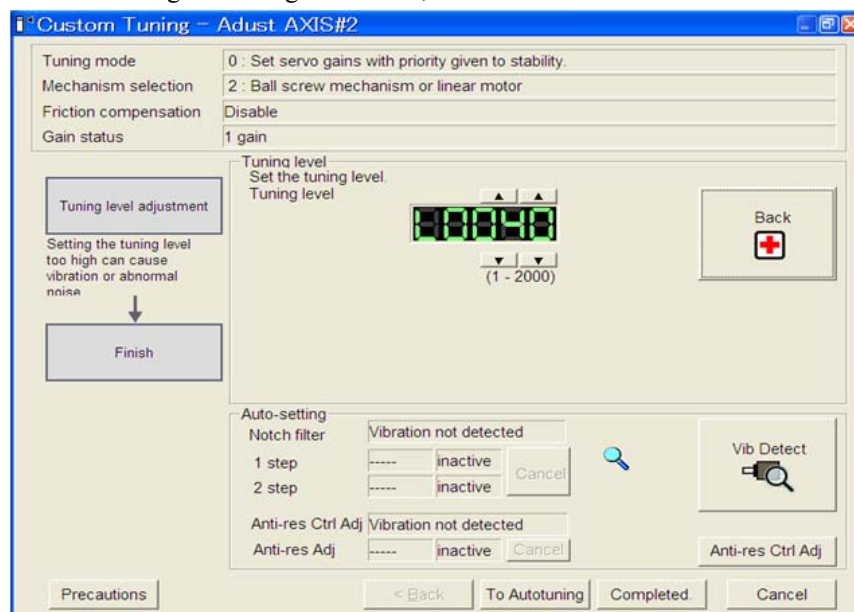 Custom Tuning - Adust AXIS#2
Tuning mode
0 : Set servo gains with priority given to stability.
Mechanism selection
2 : Ball screw mechanism or linear motor
Friction compensation
Disable
Gain status
1 gain
Tuning level adjustment
Setting the tuning level
too high can cause
vibration or abnormal
noise
Finish
Tuning level
Set the tuning level.
Tuning level
L0040
(1 - 2000)
Back
Auto-setting
Notch filter
Vibration not detected
1 step
-----
inactive
Cancel
2 step
-----
inactive
Anti-res Ctrl Adj
Vibration not detected
Anti-res Adj
-----
inactive
Cancel
Vib Detect
Anti-res Ctrl Adj
Precautions
< Back
To Autotuning
Completed.
Cancel